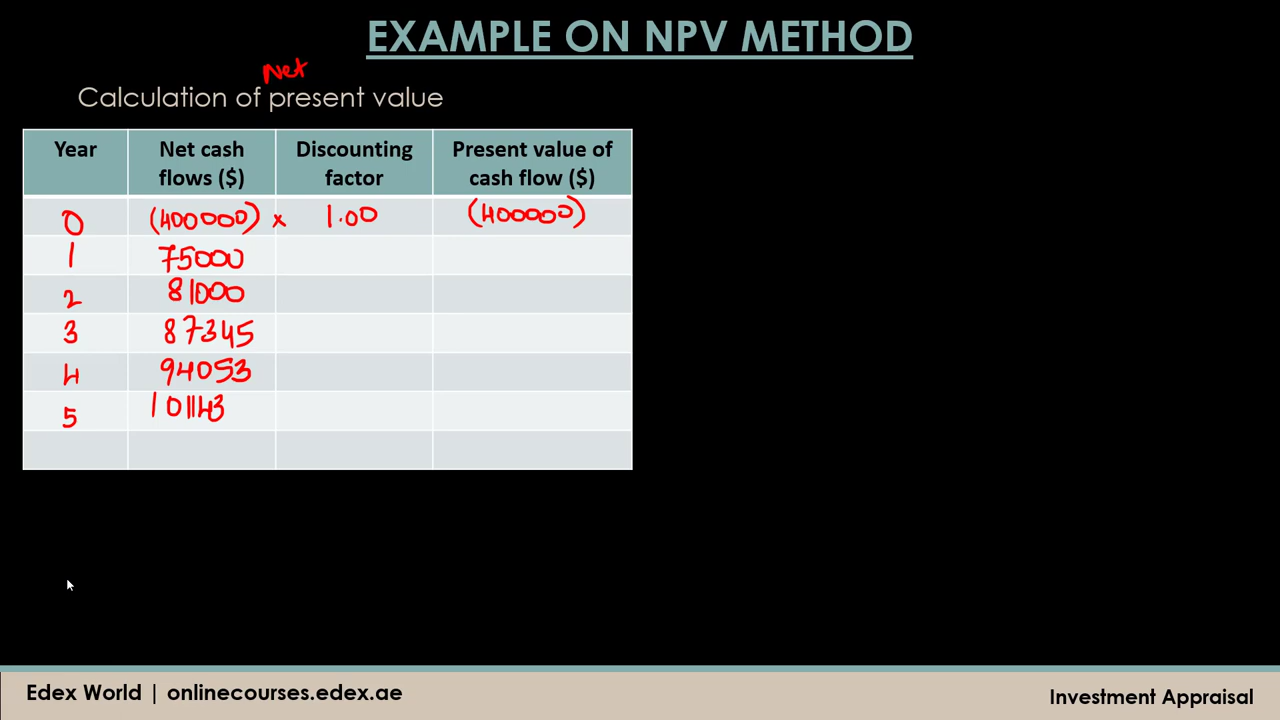 EXAMPLE ON NPV METHOD
Net
Calculation of present value
Year Net cash flows ($) Discounting factor Present value of cash flow ($)
0 (400000) x 1.00 (400000)
1 75000
2 81000
3 87345
4 94053
5 101143
Edex World | onlinecourses.edex.ae
Investment Appraisal